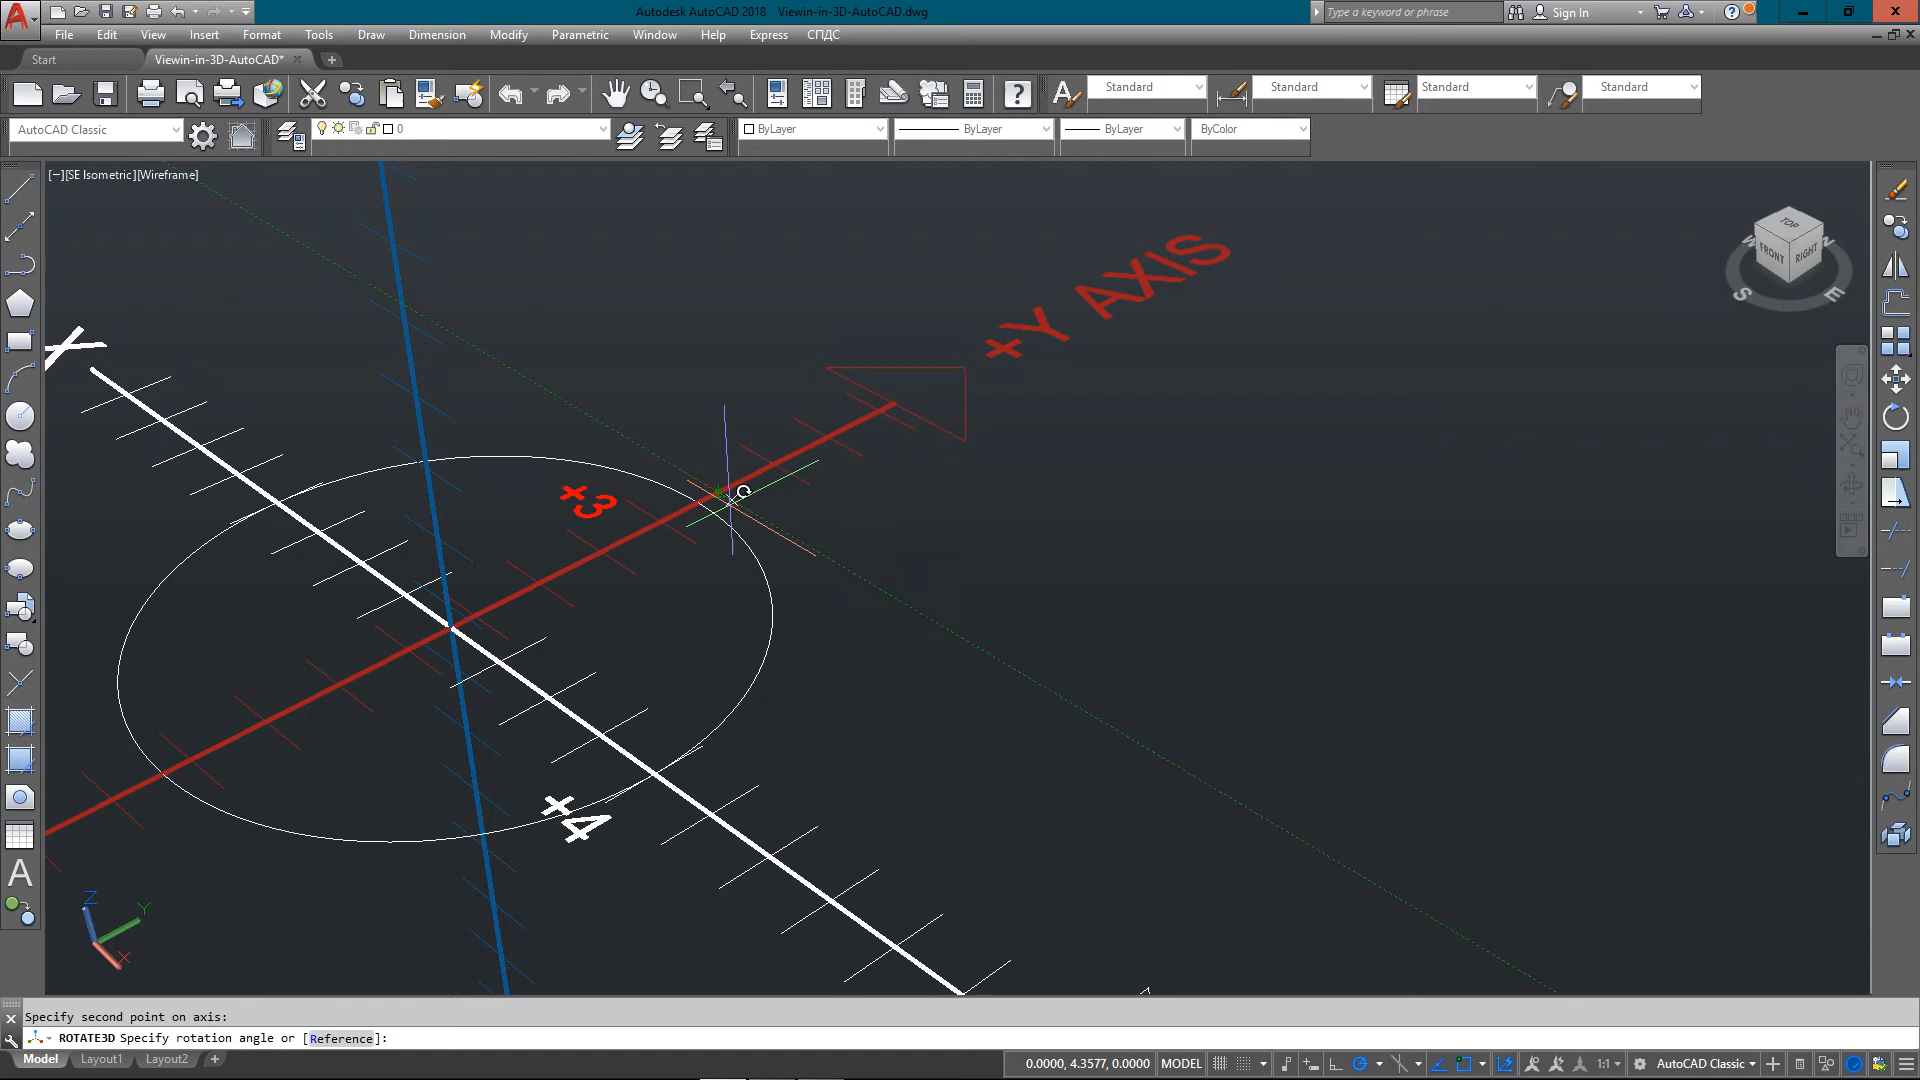 Autodesk AutoCAD 2018 Viewin-in-3D-AutoCAD.dwg
Type a keyword or phrase
Sign In
File Edit View Insert Format Tools Draw Dimension Modify Parametric Window Help Express СПДС
Start
Viewin-in-3D-AutoCAD*
Standard
Standard
Standard
Standard
AutoCAD Classic
0
ByLayer
ByLayer
ByLayer
ByColor
[−][SE Isometric][Wireframe]
TOP
FRONT
RIGHT
W
N
S
E
+Y AXIS
X
+3
+4
Z
Y
X
Specify second point on axis:
ROTATE3D Specify rotation angle or [Reference]:
Model Layout1 Layout2
0.0000, 4.3577, 0.0000 MODEL
1:1
AutoCAD Classic